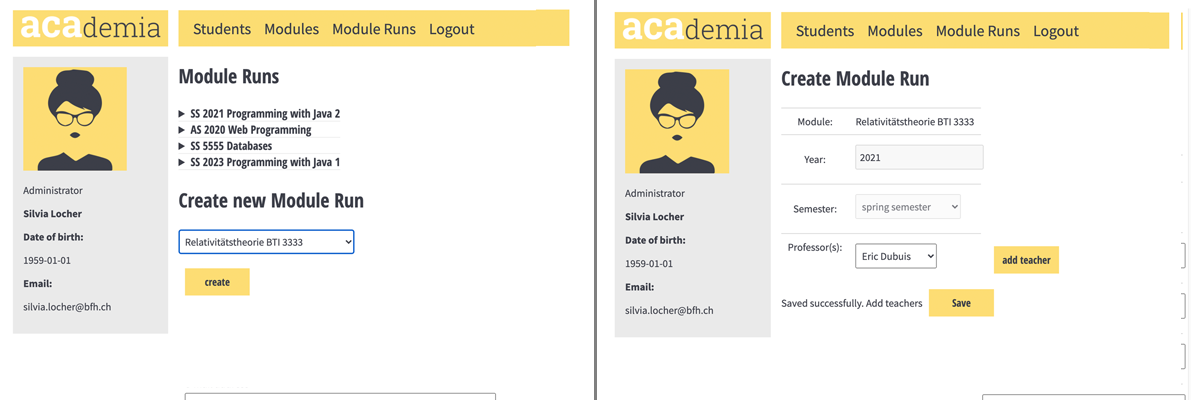 academia
Students Modules Module Runs Logout
Administrator
Silvia Locher
Date of birth:
1959-01-01
Email:
silvia.locher@bfh.ch
Module Runs
SS 2021 Programming with Java 2
AS 2020 Web Programming
SS 5555 Databases
SS 2023 Programming with Java 1
Create new Module Run
Relativitätstheorie BTI 3333
create
academia
Students Modules Module Runs Logout
Administrator
Silvia Locher
Date of birth:
1959-01-01
Email:
silvia.locher@bfh.ch
Create Module Run
Module: Relativitätstheorie BTI 3333
Year: 2021
Semester: spring semester
Professor(s): Eric Dubuis add teacher
Saved successfully. Add teachers Save